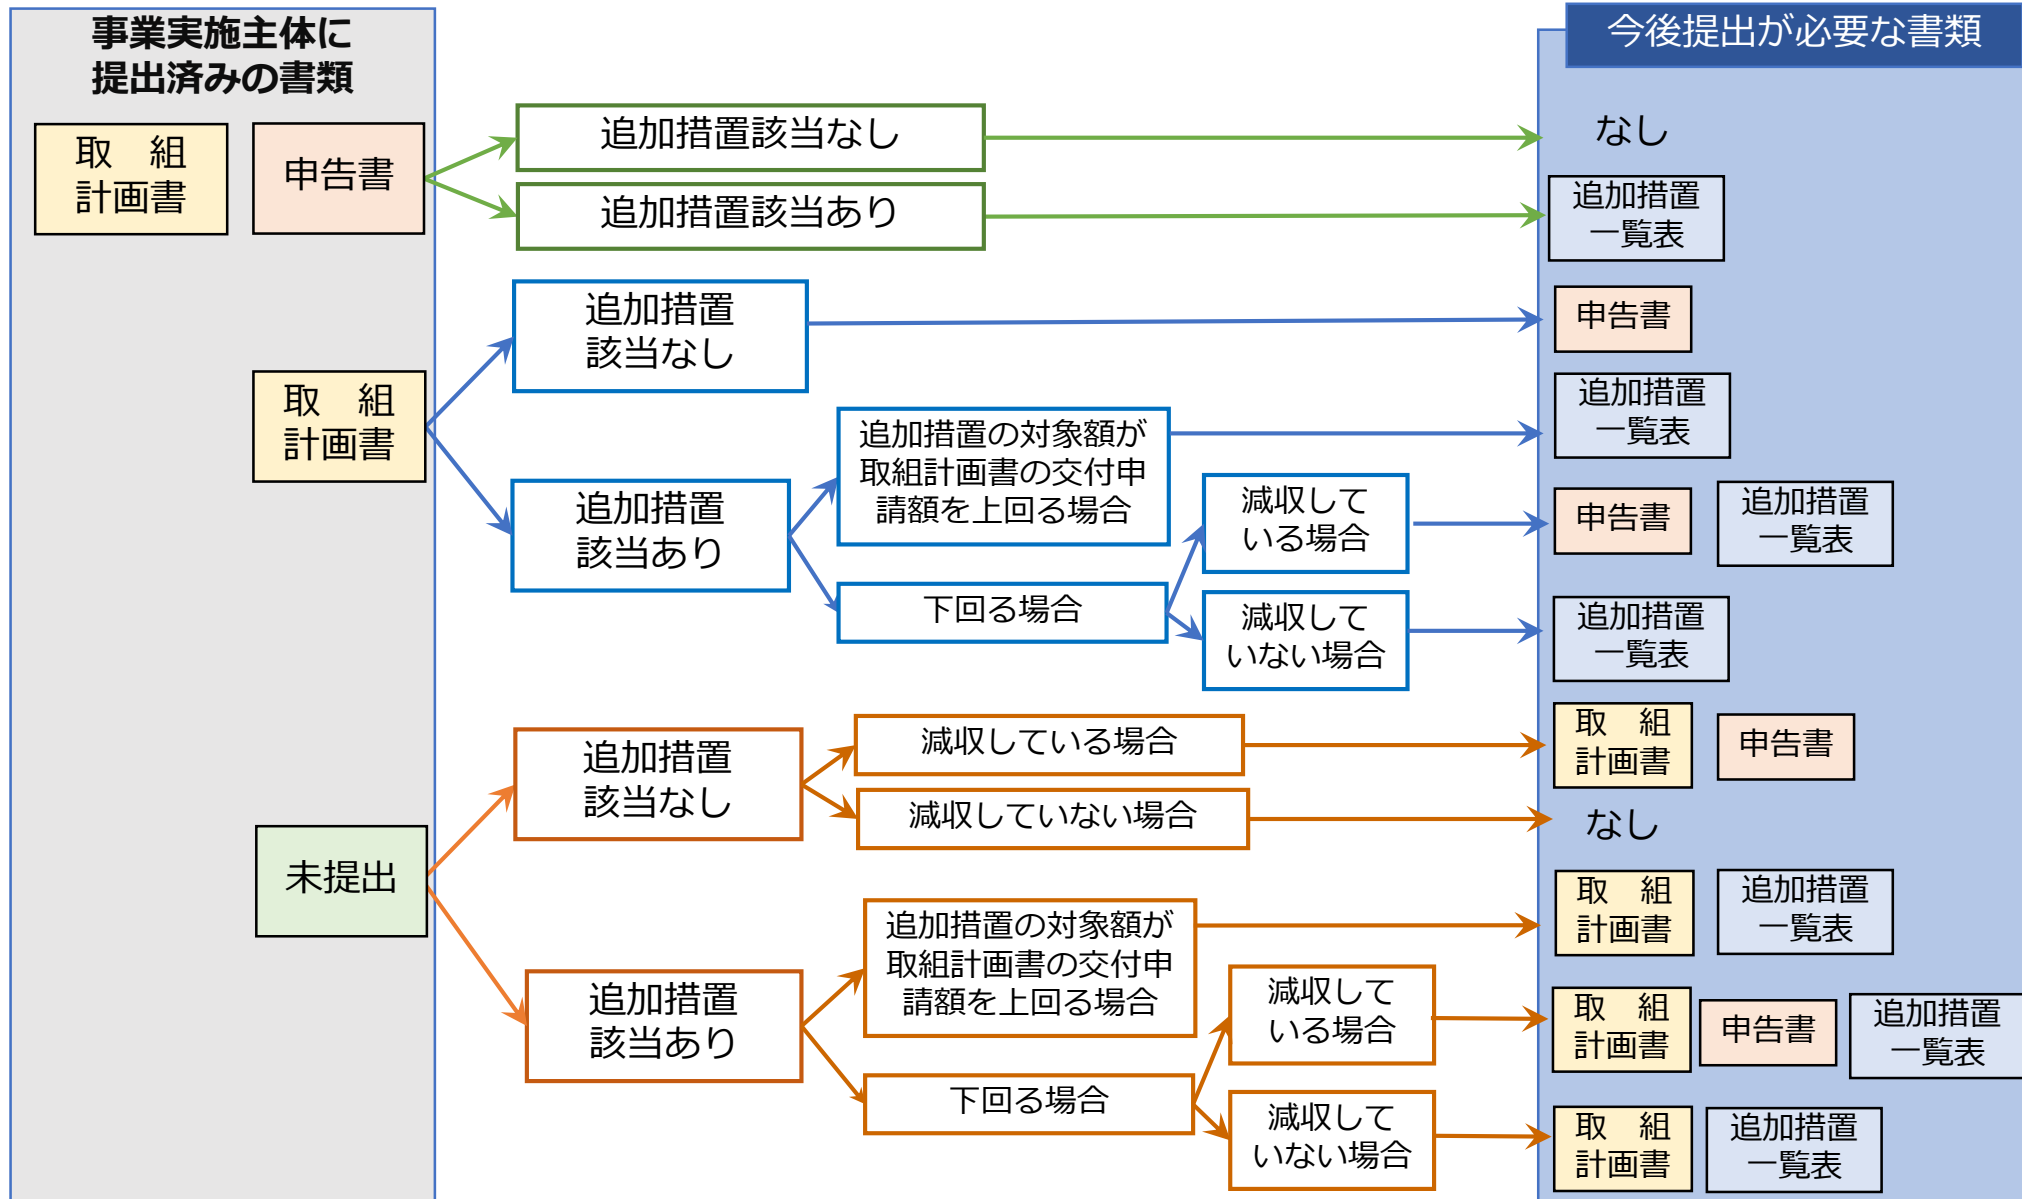 事業実施主体に
提出済みの書類
今後提出が必要な書類
取　組
計画書
申告書
追加措置該当なし
なし
追加措置該当あり
追加措置
一覧表
取　組
計画書
追加措置
該当なし
申告書
追加措置
該当あり
追加措置の対象額が
取組計画書の交付申
請額を上回る場合
追加措置
一覧表
下回る場合
減収して
いる場合
申告書
追加措置
一覧表
減収して
いない場合
追加措置
一覧表
未提出
追加措置
該当なし
減収している場合
取　組
計画書
申告書
減収していない場合
なし
追加措置
該当あり
追加措置の対象額が
取組計画書の交付申
請額を上回る場合
取　組
計画書
追加措置
一覧表
下回る場合
減収して
いる場合
取　組
計画書
申告書
追加措置
一覧表
減収して
いない場合
取　組
計画書
追加措置
一覧表